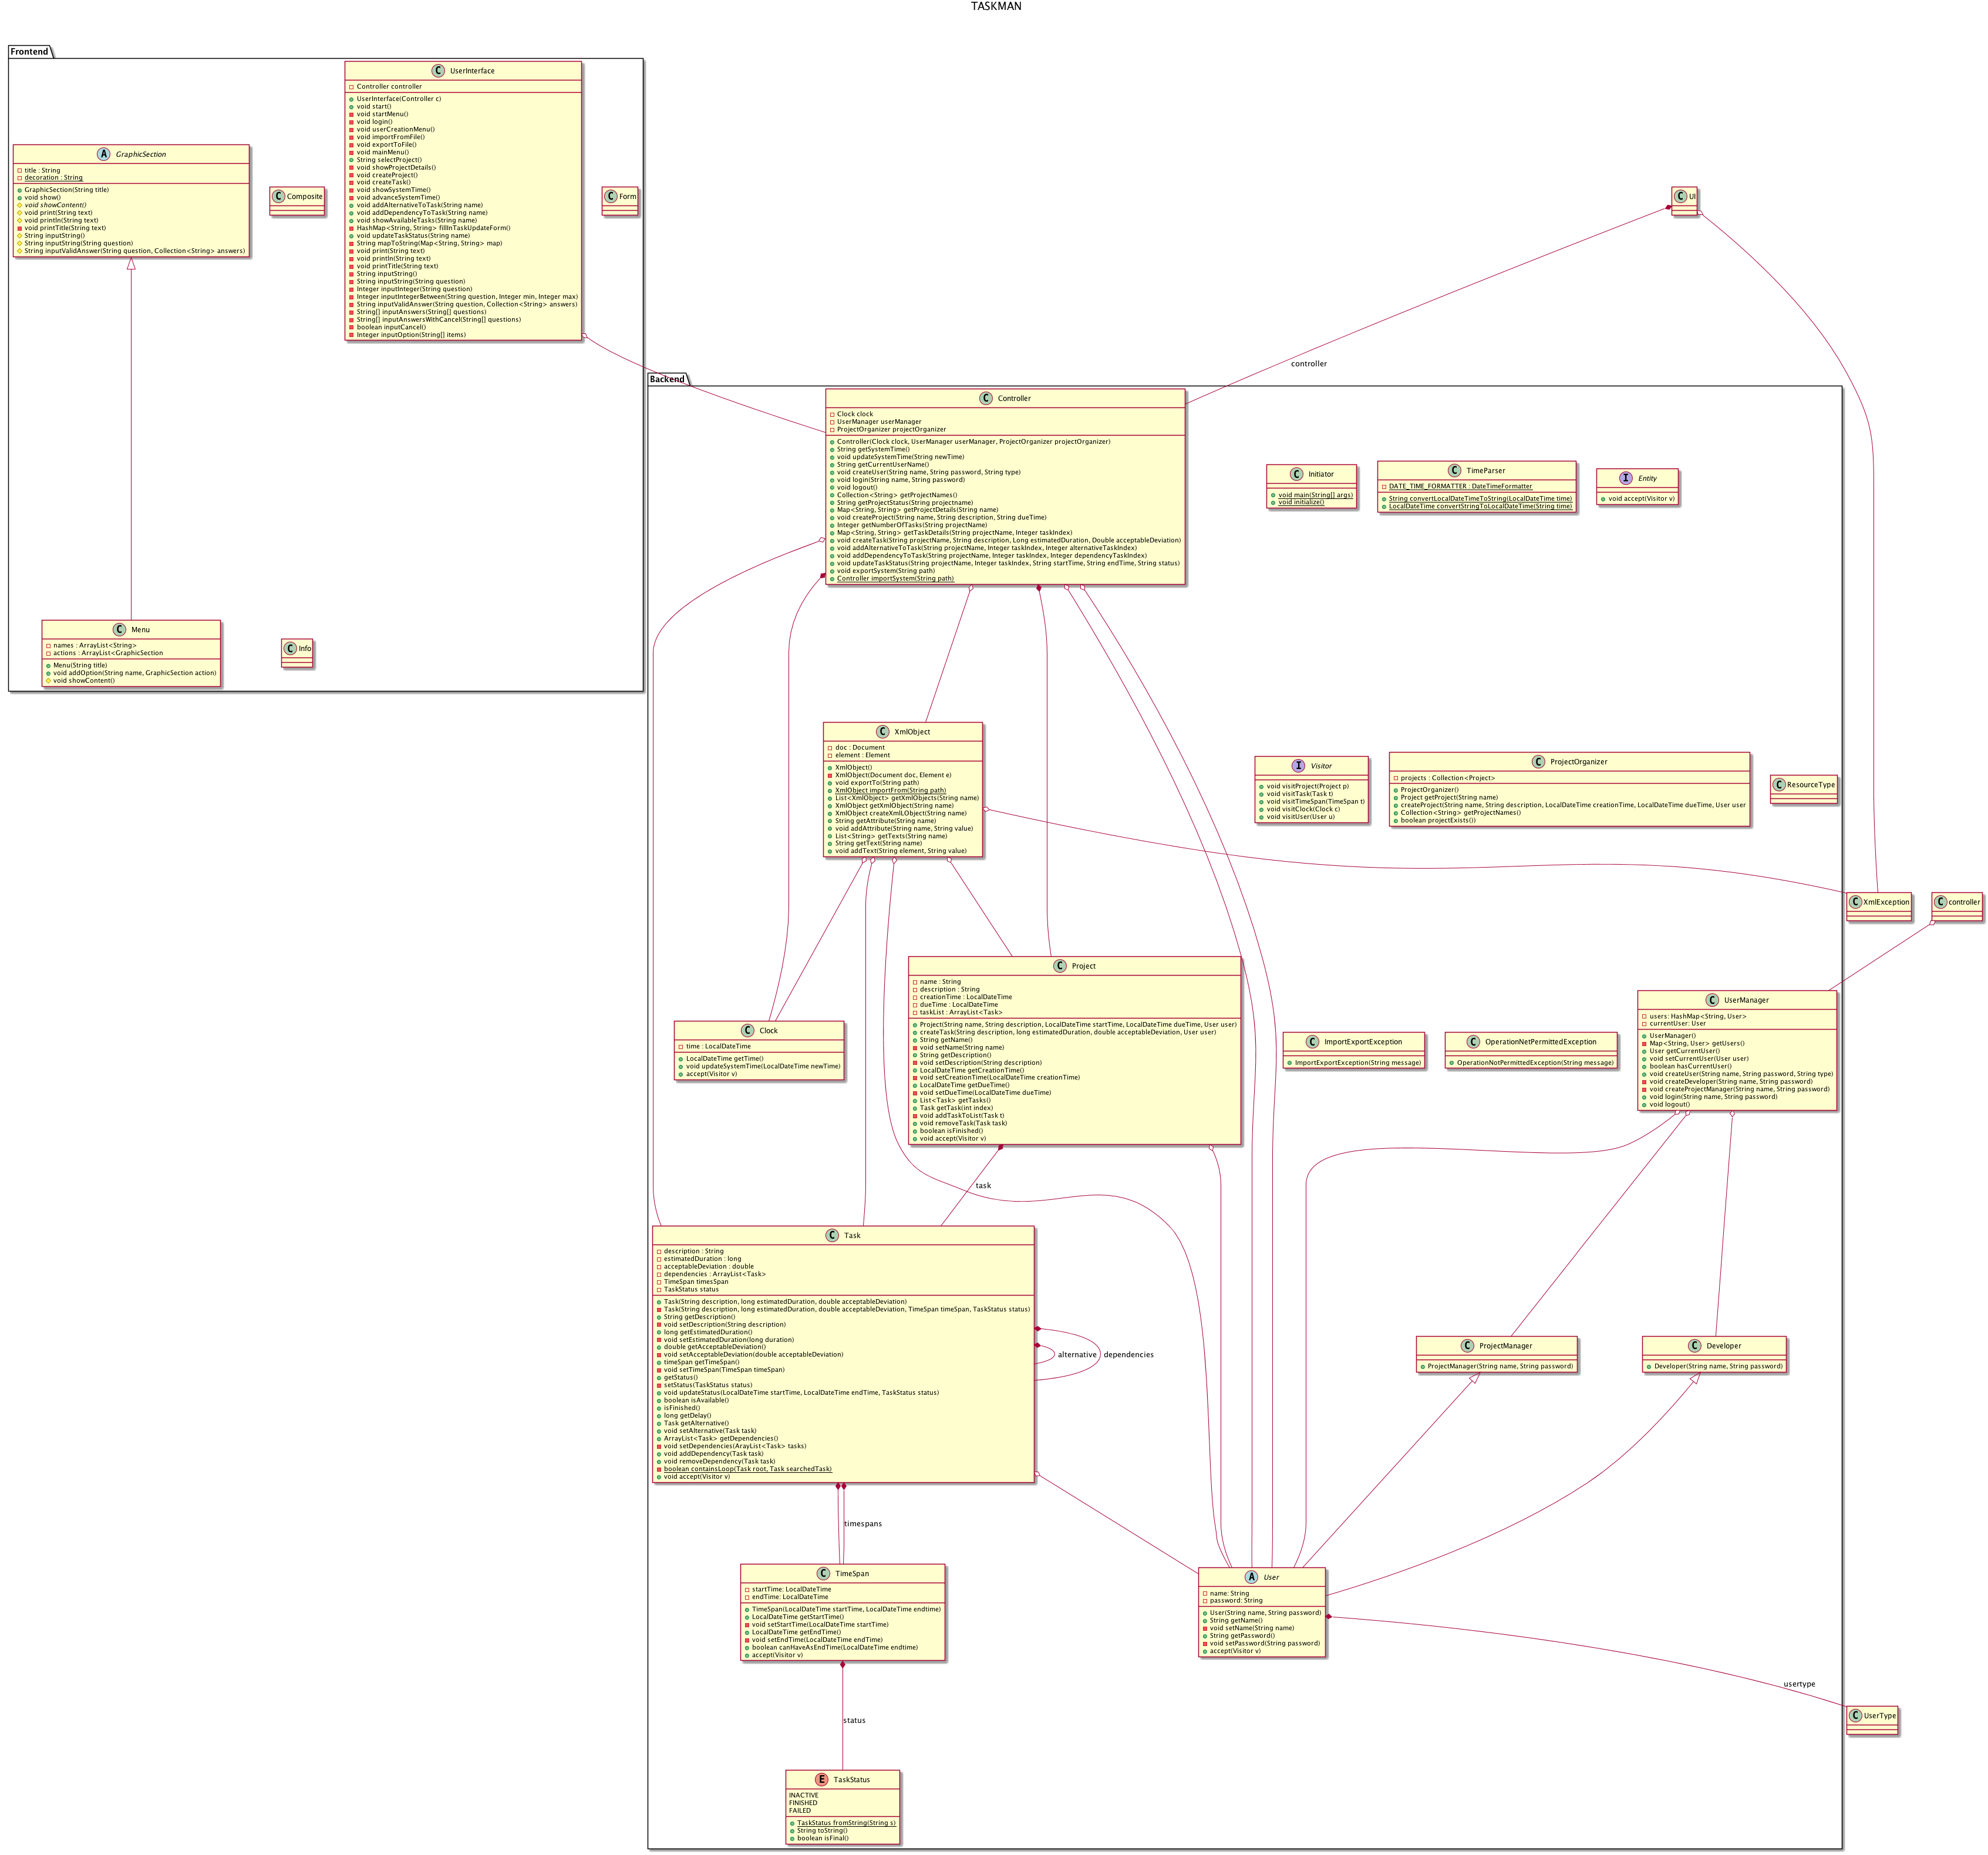 TASKMAN
Frontend
UserInterface
Controller controller
UserInterface(Controller c)
void start()
void startMenu()
void login()
void userCreationMenu()
void importFromFile()
void exportToFile()
void mainMenu()
String selectProject()
void showProjectDetails()
void createProject()
void createTask()
void showSystemTime()
void advanceSystemTime()
void addAlternativeToTask(String name)
void addDependencyToTask(String name)
void showAvailableTasks(String name)
HashMap<String, String> fillInTaskUpdateForm()
void updateTaskStatus(String name)
String mapToString(Map<String, String> map)
void print(String text)
void println(String text)
void printTitle(String text)
String inputString()
String inputString(String question)
Integer inputInteger(String question)
Integer inputIntegerBetween(String question, Integer min, Integer max)
String inputValidAnswer(String question, Collection<String> answers)
String[] inputAnswers(String[] questions)
String[] inputAnswersWithCancel(String[] questions)
boolean inputCancel()
Integer inputOption(String[] items)
GraphicSection
title : String
decoration : String
GraphicSection(String title)
void show()
void showContent()
void print(String text)
void println(String text)
void printTitle(String text)
String inputString()
String inputString(String question)
String inputValidAnswer(String question, Collection<String> answers)
Composite
Form
UI
controller
Menu
names : ArrayList<String>
actions : ArrayList<GraphicSection
Menu(String title)
void addOption(String name, GraphicSection action)
void showContent()
Info
Backend
Controller
Clock clock
UserManager userManager
ProjectOrganizer projectOrganizer
Controller(Clock clock, UserManager userManager, ProjectOrganizer projectOrganizer)
String getSystemTime()
void updateSystemTime(String newTime)
String getCurrentUserName()
void createUser(String name, String password, String type)
void login(String name, String password)
void logout()
Collection<String> getProjectNames()
String getProjectStatus(String projectname)
Map<String, String> getProjectDetails(String name)
void createProject(String name, String description, String dueTime)
Integer getNumberOfTasks(String projectName)
Map<String, String> getTaskDetails(String projectName, Integer taskIndex)
void createTask(String projectName, String description, Long estimatedDuration, Double acceptableDeviation)
void addAlternativeToTask(String projectName, Integer taskIndex, Integer alternativeTaskIndex)
void addDependencyToTask(String projectName, Integer taskIndex, Integer dependencyTaskIndex)
void updateTaskStatus(String projectName, Integer taskIndex, String startTime, String endTime, String status)
void exportSystem(String path)
Controller importSystem(String path)
Initiator
void main(String[] args)
void initialize()
TimeParser
DATE_TIME_FORMATTER : DateTimeFormatter
String convertLocalDateTimeToString(LocalDateTime time)
LocalDateTime convertStringToLocalDateTime(String time)
Entity
void accept(Visitor v)
XmlObject
doc : Document
element : Element
XmlObject()
XmlObject(Document doc, Element e)
void exportTo(String path)
XmlObject importFrom(String path)
List<XmlObject> getXmlObjects(String name)
XmlObject getXmlObject(String name)
XmlObject createXmlLObject(String name)
String getAttribute(String name)
void addAttribute(String name, String value)
List<String> getTexts(String name)
String getText(String name)
void addText(String element, String value)
Visitor
void visitProject(Project p)
void visitTask(Task t)
void visitTimeSpan(TimeSpan t)
void visitClock(Clock c)
void visitUser(User u)
ProjectOrganizer
projects : Collection<Project>
ProjectOrganizer()
Project getProject(String name)
createProject(String name, String description, LocalDateTime creationTime, LocalDateTime dueTime, User user
Collection<String> getProjectNames()
boolean projectExists())
ResourceType
XmlException
controller
Clock
time : LocalDateTime
LocalDateTime getTime()
void updateSystemTime(LocalDateTime newTime)
accept(Visitor v)
Project
name : String
description : String
creationTime : LocalDateTime
dueTime : LocalDateTime
taskList : ArrayList<Task>
Project(String name, String description, LocalDateTime startTime, LocalDateTime dueTime, User user)
createTask(String description, long estimatedDuration, double acceptableDeviation, User user)
String getName()
void setName(String name)
String getDescription()
void setDescription(String description)
LocalDateTime getCreationTime()
void setCreationTime(LocalDateTime creationTime)
LocalDateTime getDueTime()
void setDueTime(LocalDateTime dueTime)
List<Task> getTasks()
Task getTask(int index)
void addTaskToList(Task t)
void removeTask(Task task)
boolean isFinished()
void accept(Visitor v)
ImportExportException
ImportExportException(String message)
OperationNetPermittedException
OperationNotPermittedException(String message)
UserManager
users: HashMap<String, User>
currentUser: User
UserManager()
Map<String, User> getUsers()
User getCurrentUser()
void setCurrentUser(User user)
boolean hasCurrentUser()
void createUser(String name, String password, String type)
void createDeveloper(String name, String password)
void createProjectManager(String name, String password)
void login(String name, String password)
void logout()
task
Task
description : String
estimatedDuration : long
acceptableDeviation : double
dependencies : ArrayList<Task>
TimeSpan timesSpan
TaskStatus status
Task(String description, long estimatedDuration, double acceptableDeviation)
Task(String description, long estimatedDuration, double acceptableDeviation, TimeSpan timeSpan, TaskStatus status)
String getDescription()
void setDescription(String description)
long getEstimatedDuration()
void setEstimatedDuration(long duration)
double getAcceptableDeviation()
void setAcceptableDeviation(double acceptableDeviation)
timeSpan getTimeSpan()
void setTimeSpan(TimeSpan timeSpan)
getStatus()
setStatus(TaskStatus status)
void updateStatus(LocalDateTime startTime, LocalDateTime endTime, TaskStatus status)
boolean isAvailable()
isFinished()
long getDelay()
Task getAlternative()
void setAlternative(Task task)
ArrayList<Task> getDependencies()
void setDependencies(ArayList<Task> tasks)
void addDependency(Task task)
void removeDependency(Task task)
boolean containsLoop(Task root, Task searchedTask)
void accept(Visitor v)
alternative
dependencies
ProjectManager
ProjectManager(String name, String password)
Developer
Developer(String name, String password)
timespans
TimeSpan
startTime: LocalDateTime
endTime: LocalDateTime
TimeSpan(LocalDateTime startTime, LocalDateTime endtime)
LocalDateTime getStartTime()
void setStartTime(LocalDateTime startTime)
LocalDateTime getEndTime()
void setEndTime(LocalDateTime endTime)
boolean canHaveAsEndTime(LocalDateTime endtime)
accept(Visitor v)
User
name: String
password: String
User(String name, String password)
String getName()
void setName(String name)
String getPassword()
void setPassword(String password)
accept(Visitor v)
usertype
UserType
status
TaskStatus
INACTIVE
FINISHED
FAILED
TaskStatus fromString(String s)
String toString()
boolean isFinal()